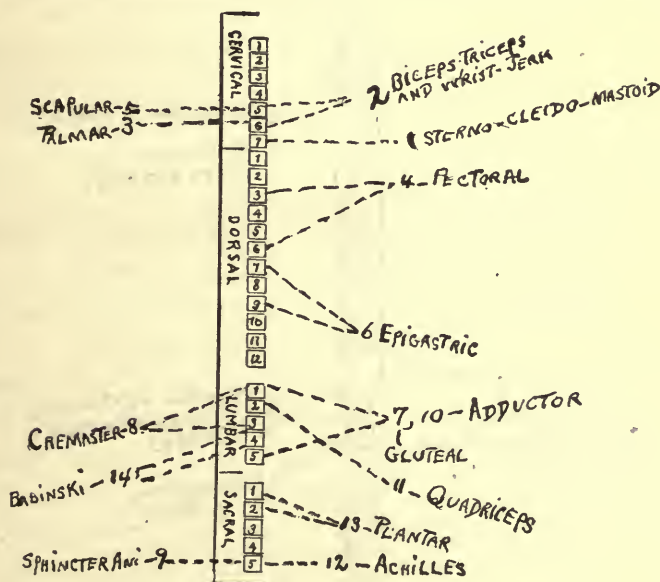 CERVICAL
1
2
3
4
5
6
7
SCAPULAR-5
PALMAR-3
2 BICEPS-TRICEPS
AND WRIST-JERK
1 STERNO-CLEIDO-MASTOID
DORSAL
1
2
3
4
5
6
7
8
9
10
11
12
4-PECTORAL
6 EPIGASTRIC
LUMBAR
1
2
3
4
5
CREMASTER-8
7, 10-ADDUCTOR
GLUTEAL
BABINSKI-14
11-QUADRICEPS
SACRAL
1
2
3
4
5
13-PLANTAR
SPHINCTER ANI-9
12-ACHILLES